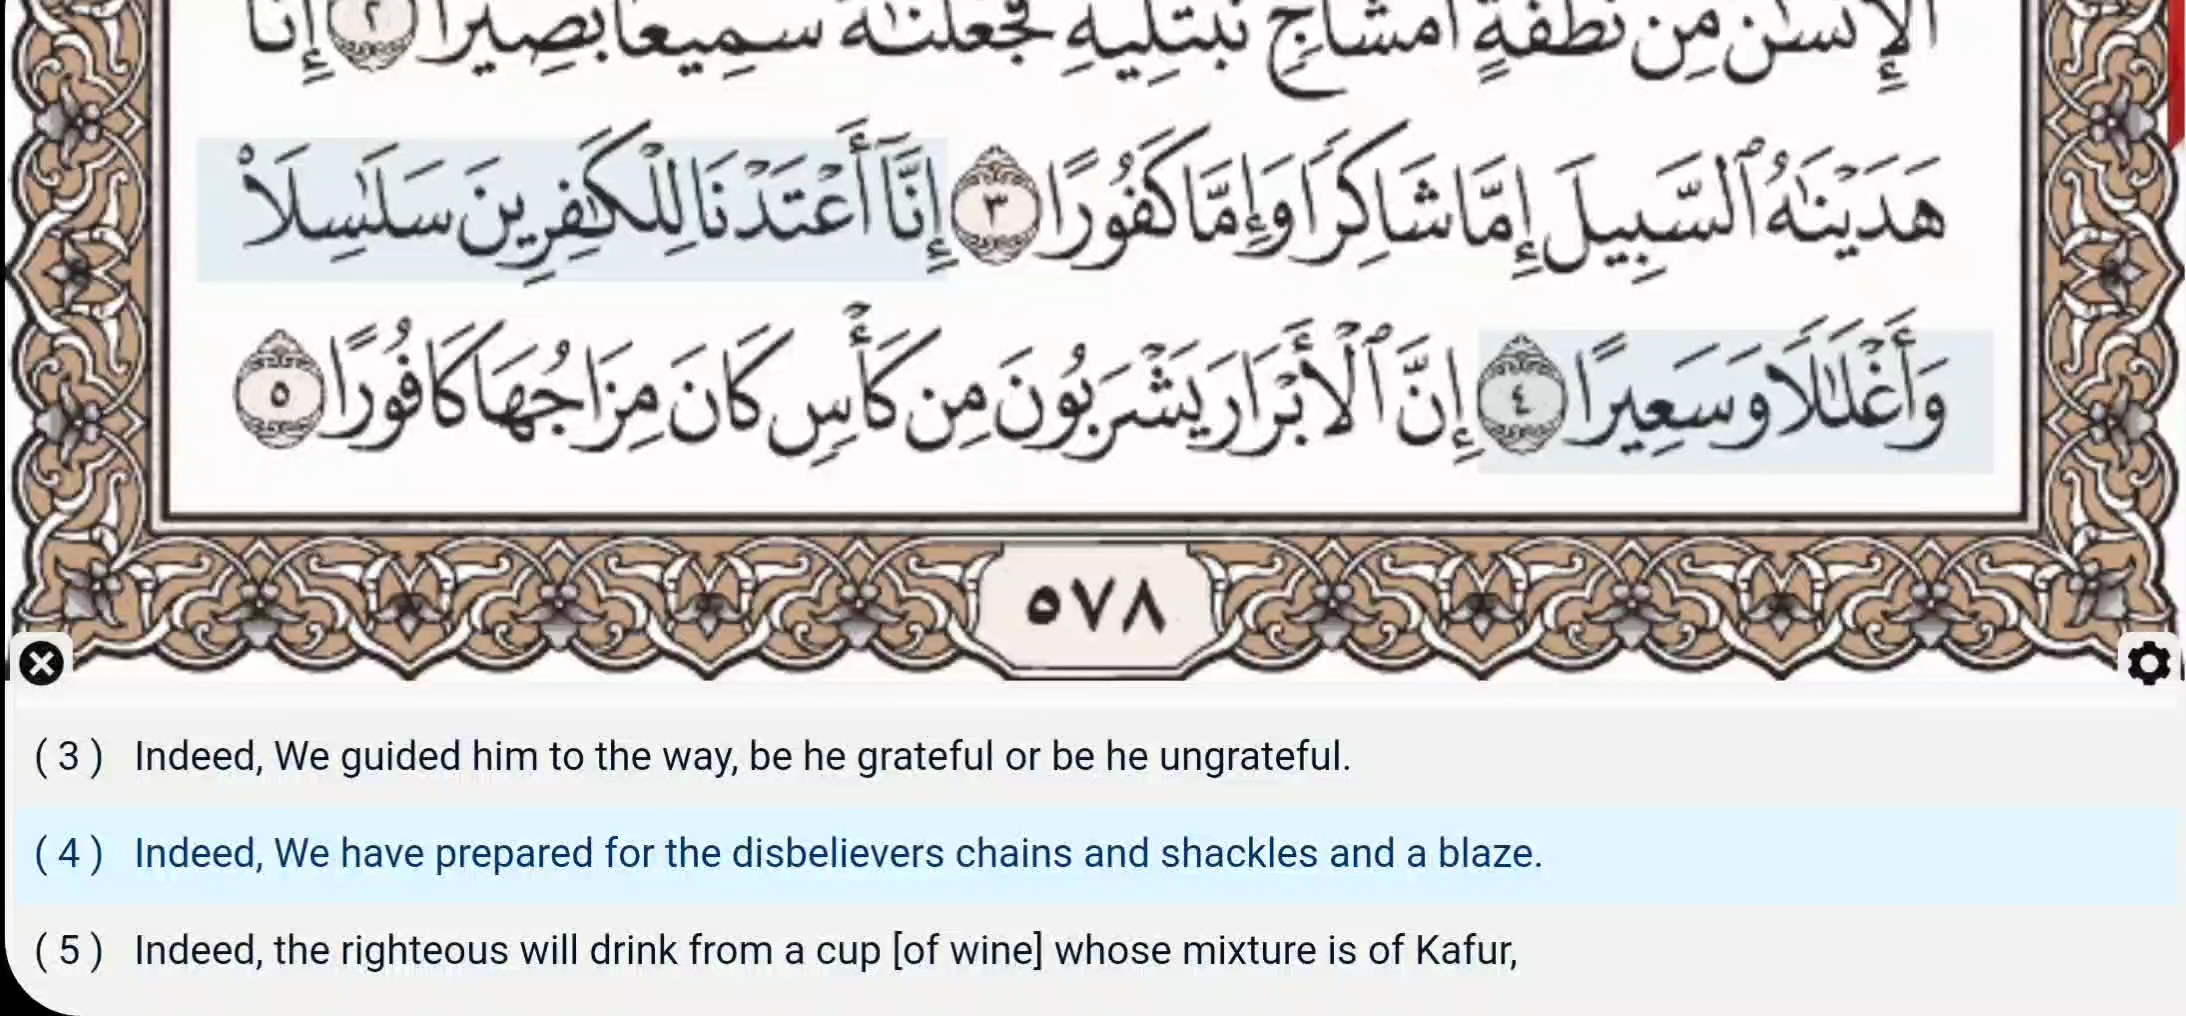 ٱلْإِنسَٰنَ مِن نُّطْفَةٍ أَمْشَاجٍ نَّبْتَلِيهِ فَجَعَلْنَٰهُ سَمِيعًۢا بَصِيرًا ٢ إِنَّا
هَدَيْنَٰهُ ٱلسَّبِيلَ إِمَّا شَاكِرًا وَإِمَّا كَفُورًا ٣ إِنَّآ أَعْتَدْنَا لِلْكَٰفِرِينَ سَلَٰسِلَا۟
وَأَغْلَٰلًا وَسَعِيرًا ٤ إِنَّ ٱلْأَبْرَارَ يَشْرَبُونَ مِن كَأْسٍ كَانَ مِزَاجُهَا كَافُورًا ٥
٥٧٨
( 3 ) Indeed, We guided him to the way, be he grateful or be he ungrateful.
( 4 ) Indeed, We have prepared for the disbelievers chains and shackles and a blaze.
( 5 ) Indeed, the righteous will drink from a cup [of wine] whose mixture is of Kafur,